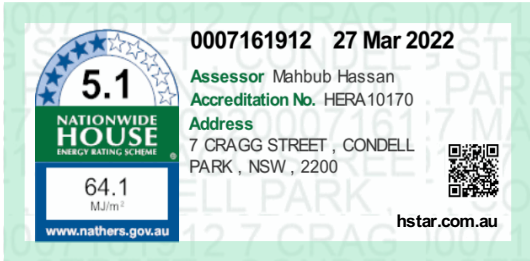 5.1
NATIONWIDE
HOUSE
ENERGY RATING SCHEME
64.1
MJ/m²
www.nathers.gov.au
0007161912 27 Mar 2022
Assessor Mahbub Hassan
Accreditation No. HERA10170
Address
7 CRAGG STREET , CONDELL
PARK , NSW , 2200
hstar.com.au